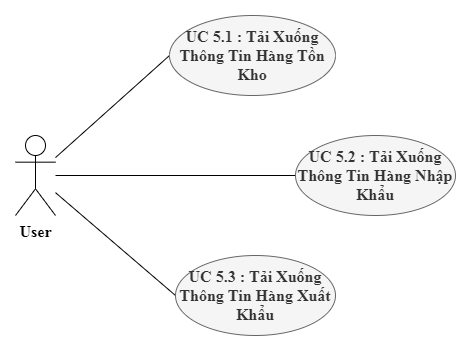 UC 5.1 : Tải Xuống
Thông Tin Hàng Tồn
Kho
UC 5.2 : Tải Xuống
Thông Tin Hàng Nhập
Khẩu
User
UC 5.3 : Tải Xuống
Thông Tin Hàng Xuất
Khẩu